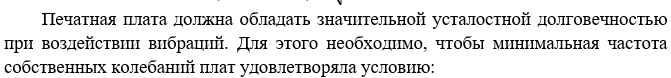 Печатная плата должна обладать значительной усталостной долговечностью
при воздействии вибраций. Для этого необходимо, чтобы минимальная частота
собственных колебаний плат удовлетворяла условию: